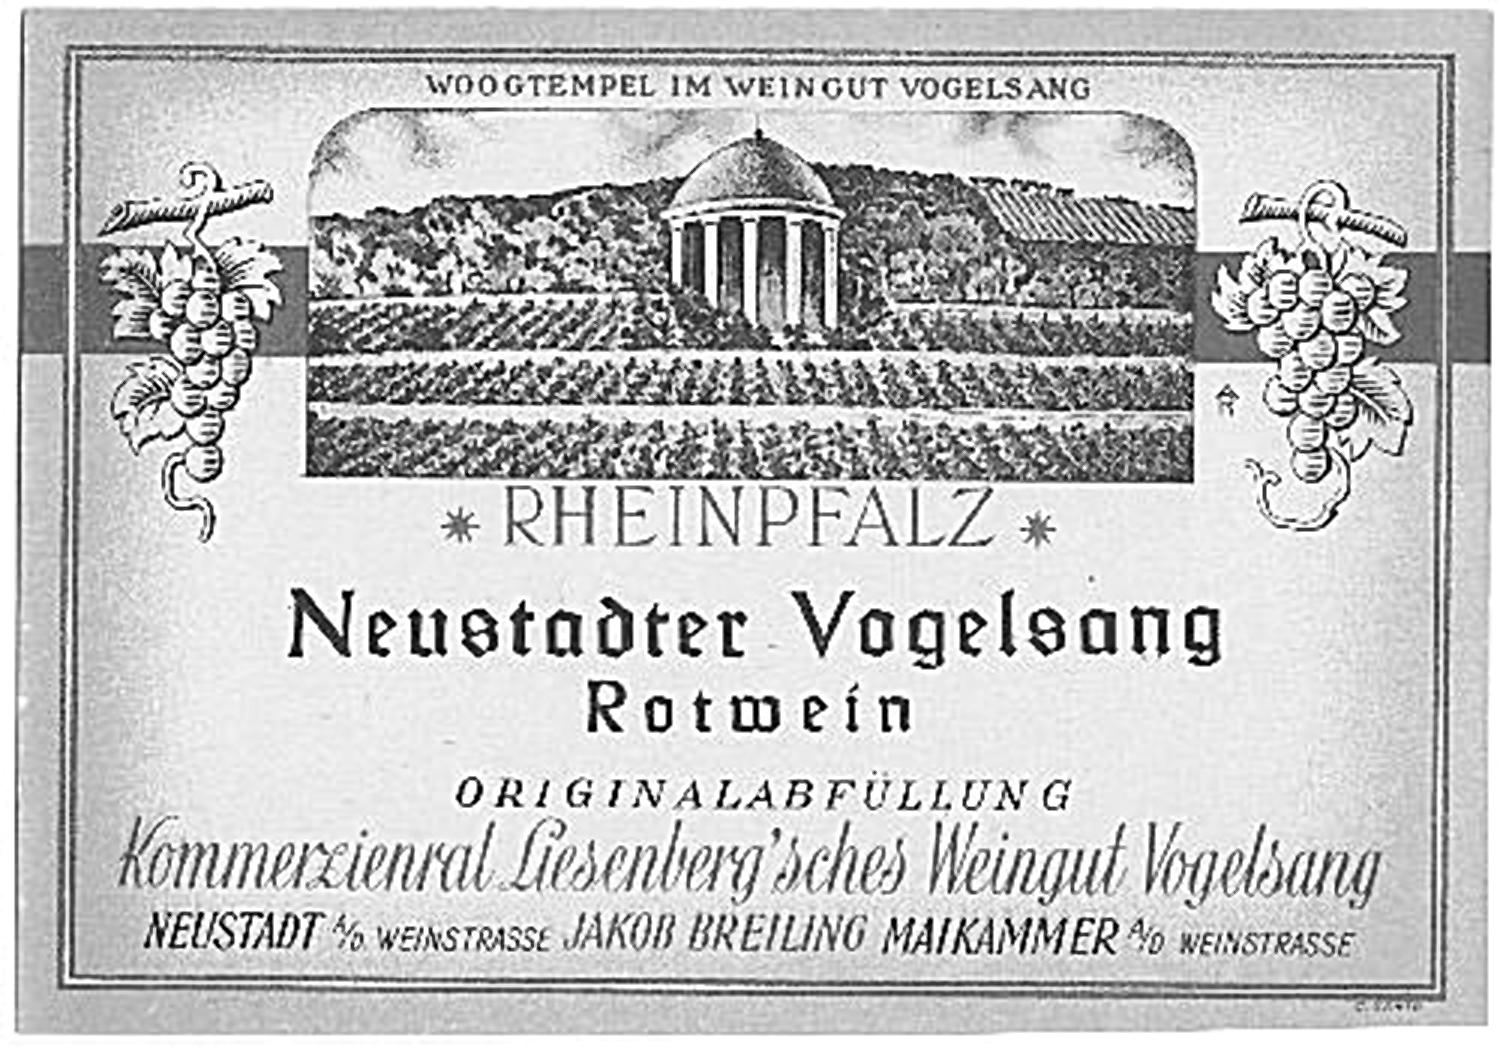 WOOGTEMPEL IM WEINGUT VOGELSANG
RHEINPFALZ
Neustadter Vogelsang
Rotwein
ORIGINALABFÜLLUNG
Kommerzienrat Liesenberg'sches Weingut Vogelsang
NEUSTADT A/D. WEINSTRASSE JAKOB BREILING MAIKAMMER A/D WEINSTRASSE